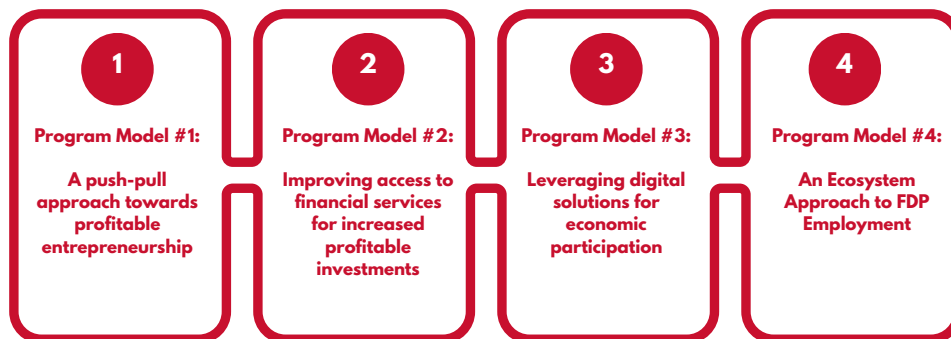 1
Program Model #1:
A push-pull
approach towards
profitable
entrepreneurship
2
Program Model #2:
Improving access to
financial services
for increased
profitable
investments
3
Program Model #3:
Leveraging digital
solutions for
economic
participation
4
Program Model #4:
An Ecosystem
Approach to FDP
Employment